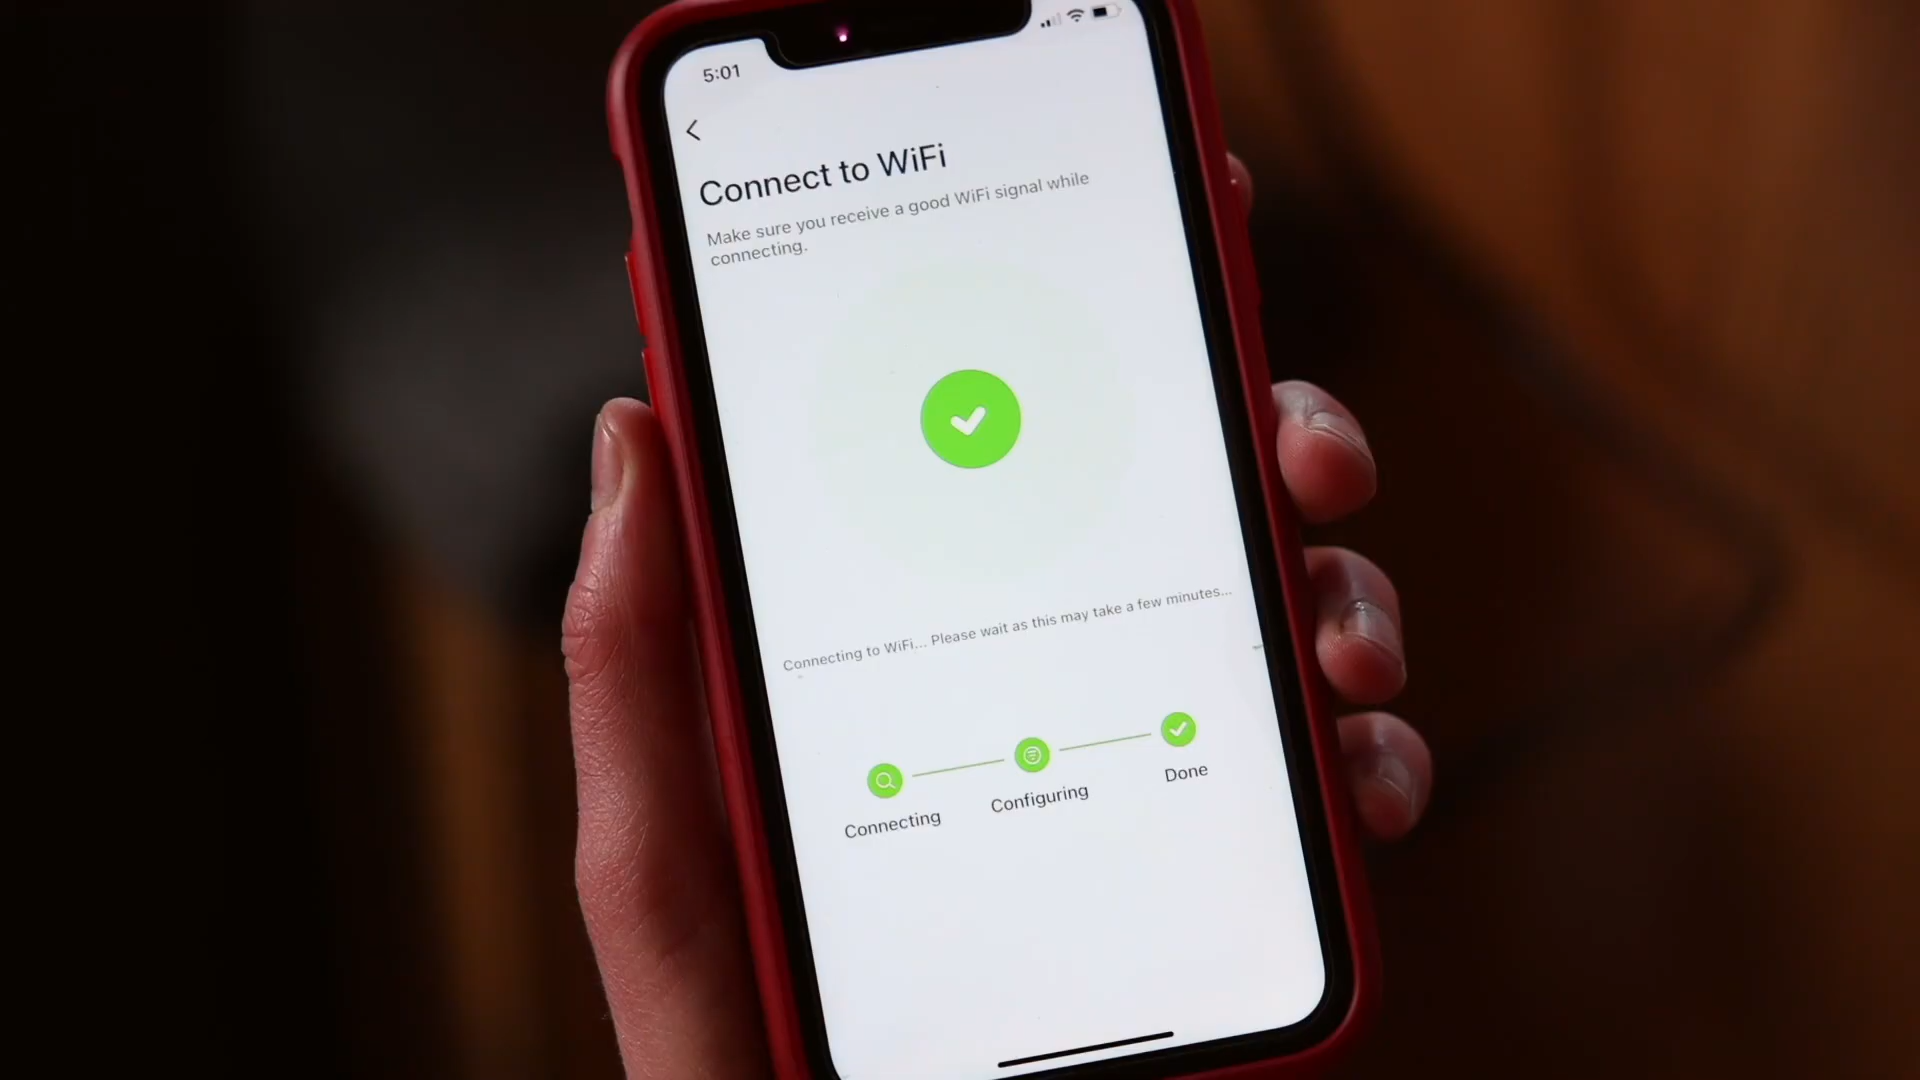 5:01
Connect to WiFi
Make sure you receive a good WiFi signal while
connecting.
Connecting to WiFi... Please wait as this may take a few minutes...
Connecting
Configuring
Done